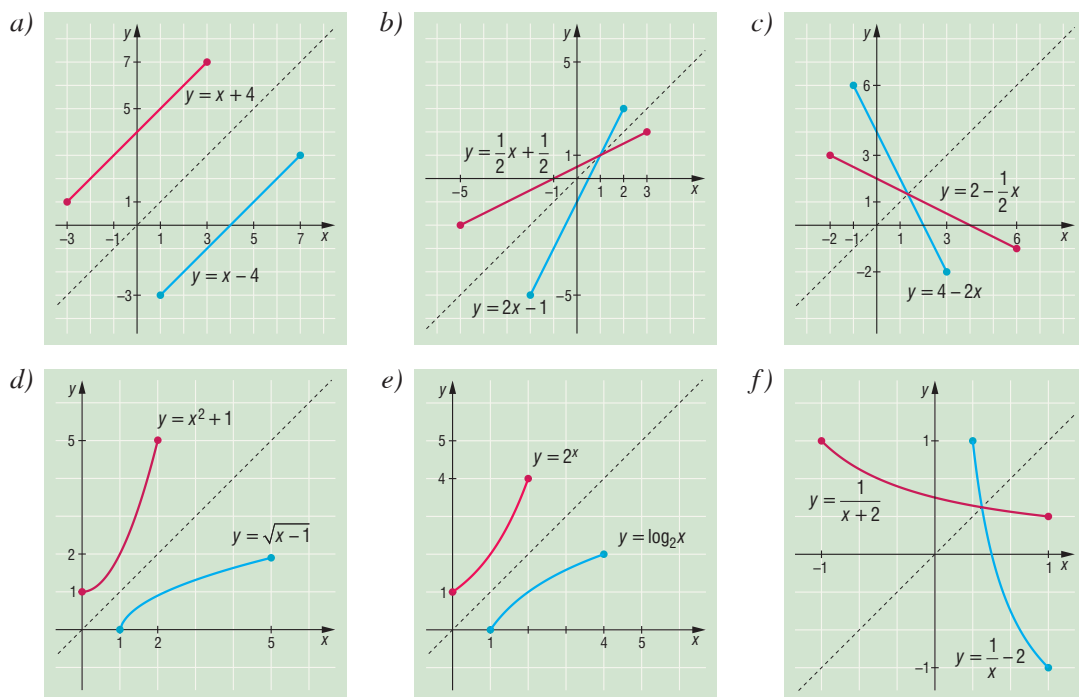 a)
y
7
y = x + 4
5
1
–3 –1 1 3 5 7 x
y = x – 4
–3
b)
y
5
y = 1/2 x + 1/2
1
–5 –1 1 2 3 x
y = 2x – 1
–5
c)
y
6
3
y = 2 – 1/2 x
1
–2 –1 1 3 6 x
–2
y = 4 – 2x
d)
y
y = x² + 1
5
y = √(x – 1)
2
1
1 2 5 x
e)
y
5
y = 2ˣ
4
y = log₂x
1
1 4 5 x
f)
y
1
y = 1/(x + 2)
–1 1 x
y = 1/x – 2
–1